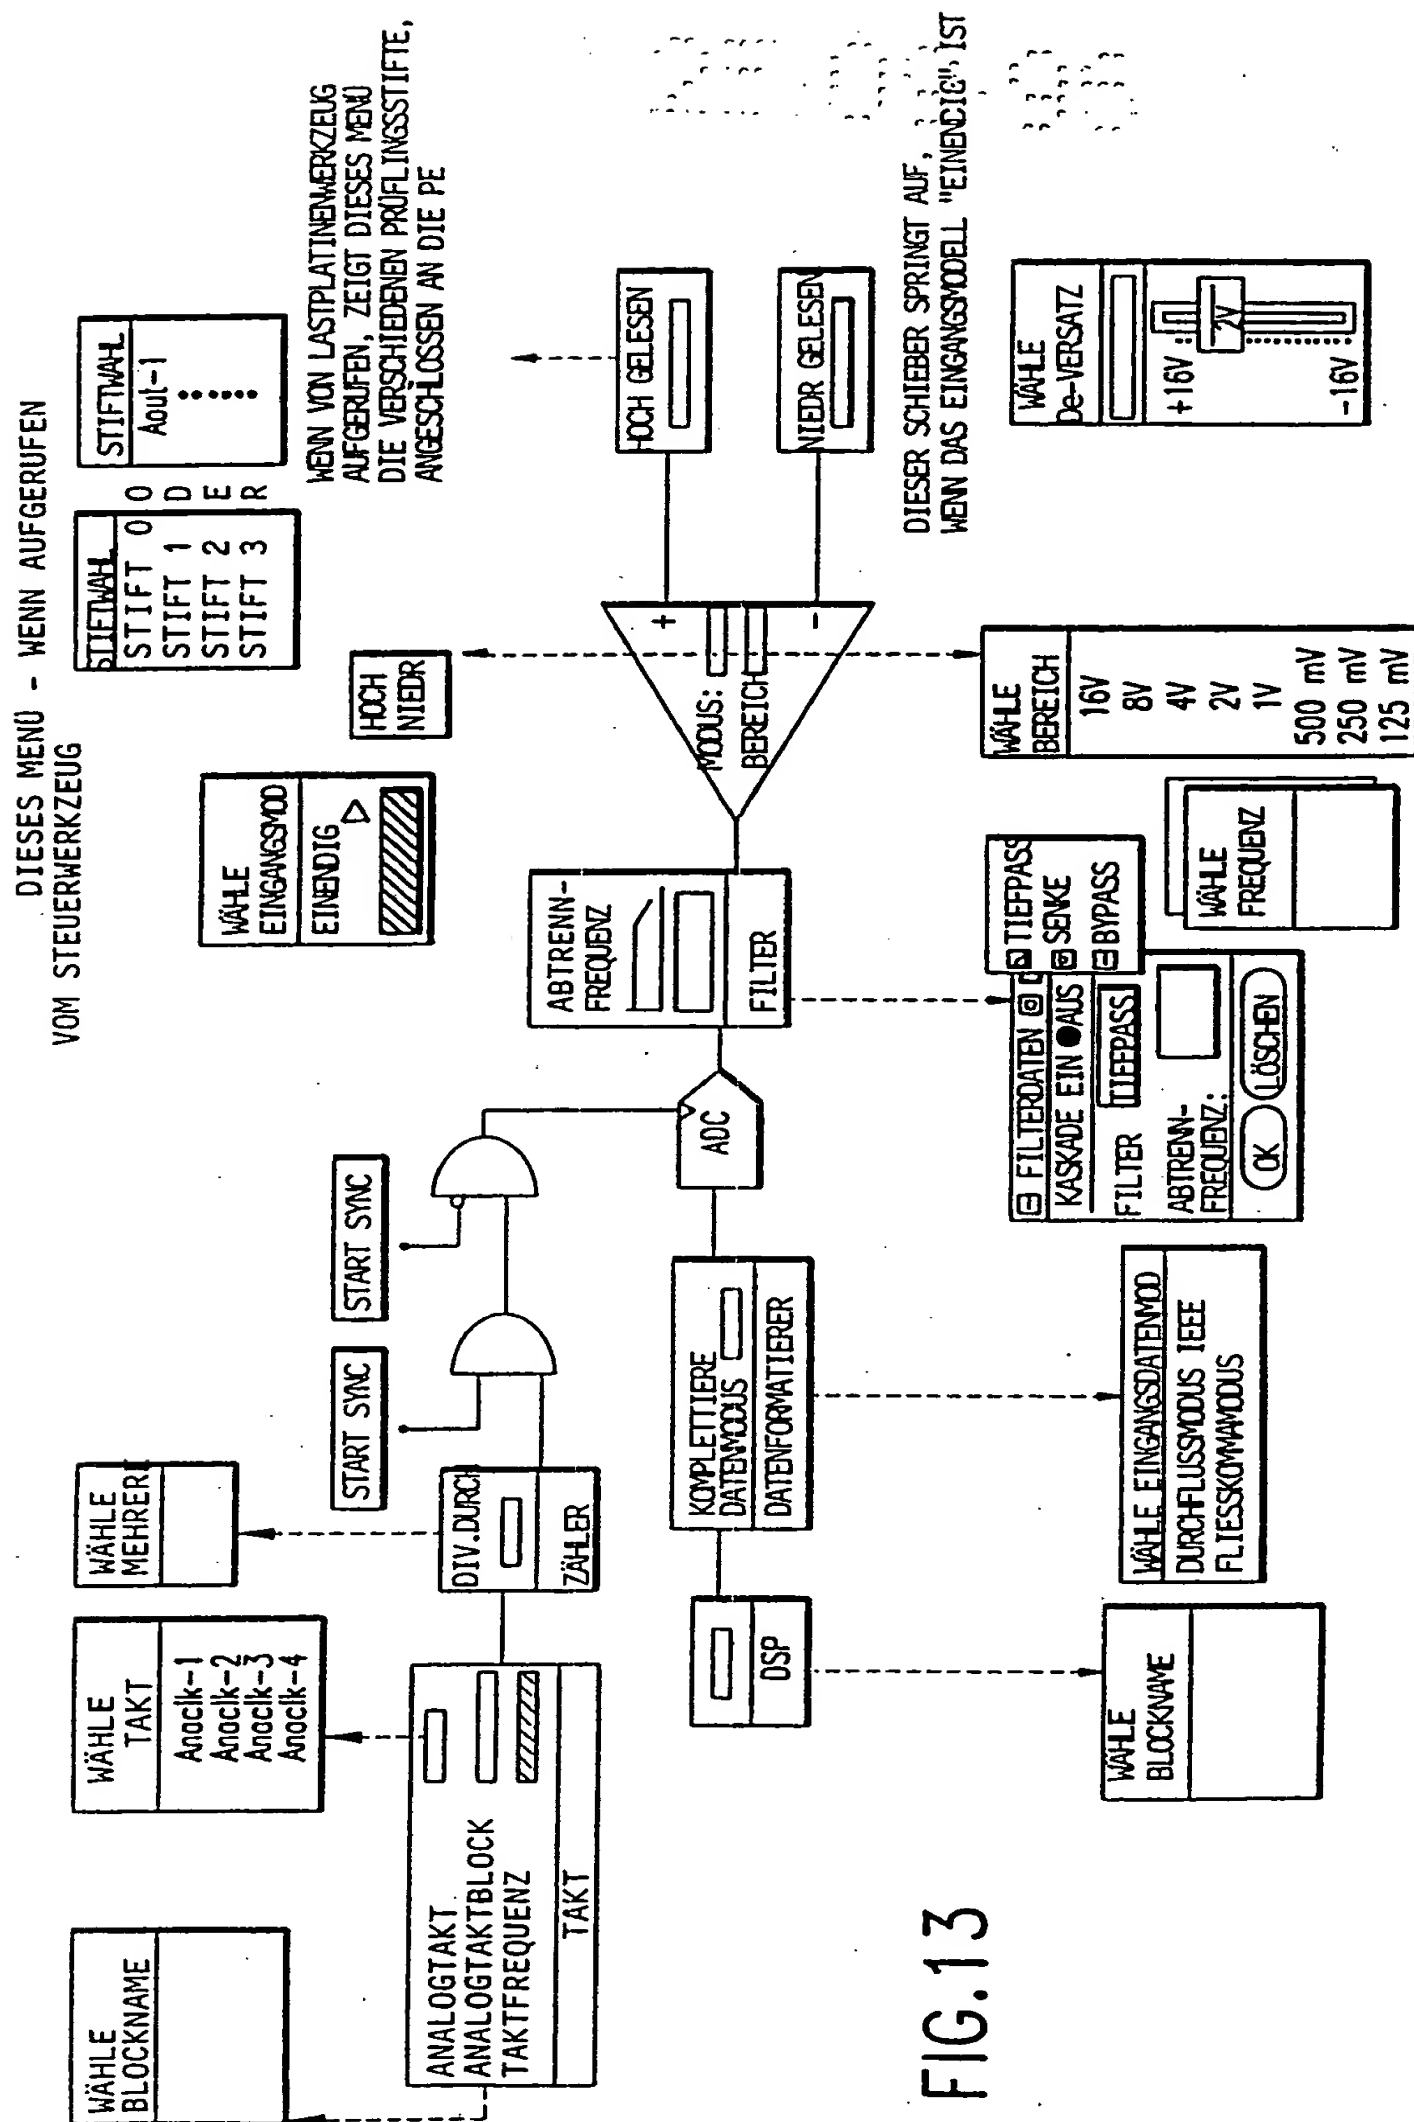 DIESES MENÜ - WENN AUFGERUFEN
VOM STEUERWERKZEUG
WÄHLE
BLOCKNAME
WÄHLE
TAKT
Anaclk-1
Anaclk-2
Anaclk-3
Anaclk-4
WÄHLE
MEHRERE
STIFTWAHL
STIFT 0
STIFT 1
STIFT 2
STIFT 3
O
D
E
R
STIFTWAHL
Aout-1
WENN VON LASTPLATINENWERKZEUG
AUFGERUFEN, ZEIGT DIESES MENÜ
DIE VERSCHIEDENEN PRÜFLINGSSTIFTE,
ANGESCHLOSSEN AN DIE PE
WÄHLE
EINGANGSMOD
EINENDIG
HOCH
NIEDR
START SYNC
START SYNC
ANALOGTAKT
ANALOGTAKTBLOCK
TAKTFREQUENZ
TAKT
DIV.DURCH
ZÄHLER
ABTRENN-
FREQUENZ
FILTER
+
MODUS:
BEREICH
-
HOCH GELESEN
NIEDR GELESEN
DSP
KOMPLETTIERE
DATENMODUS
DATENFORMATIERER
ADC
DIESER SCHIEBER SPRINGT AUF,
WENN DAS EINGANGSMODELL "EINENCIG" IST
WÄHLE
BLOCKNAME
WÄHLE EINGANGSDATENMOD
DURCHFLUSSMODUS IEEE
FLIESSKOMMAMODUS
FILTERDATEN
KASKADE EIN AUS
FILTER TIEFPASS
ABTRENN-
FREQUENZ:
OK LÖSCHEN
TIEFPASS
SENKE
BYPASS
WÄHLE
FREQUENZ
WÄHLE
BEREICH
16V
8V
4V
2V
1V
500 mV
250 mV
125 mV
WÄHLE
De-VERSATZ
+16V
2V
-16V
FIG.13